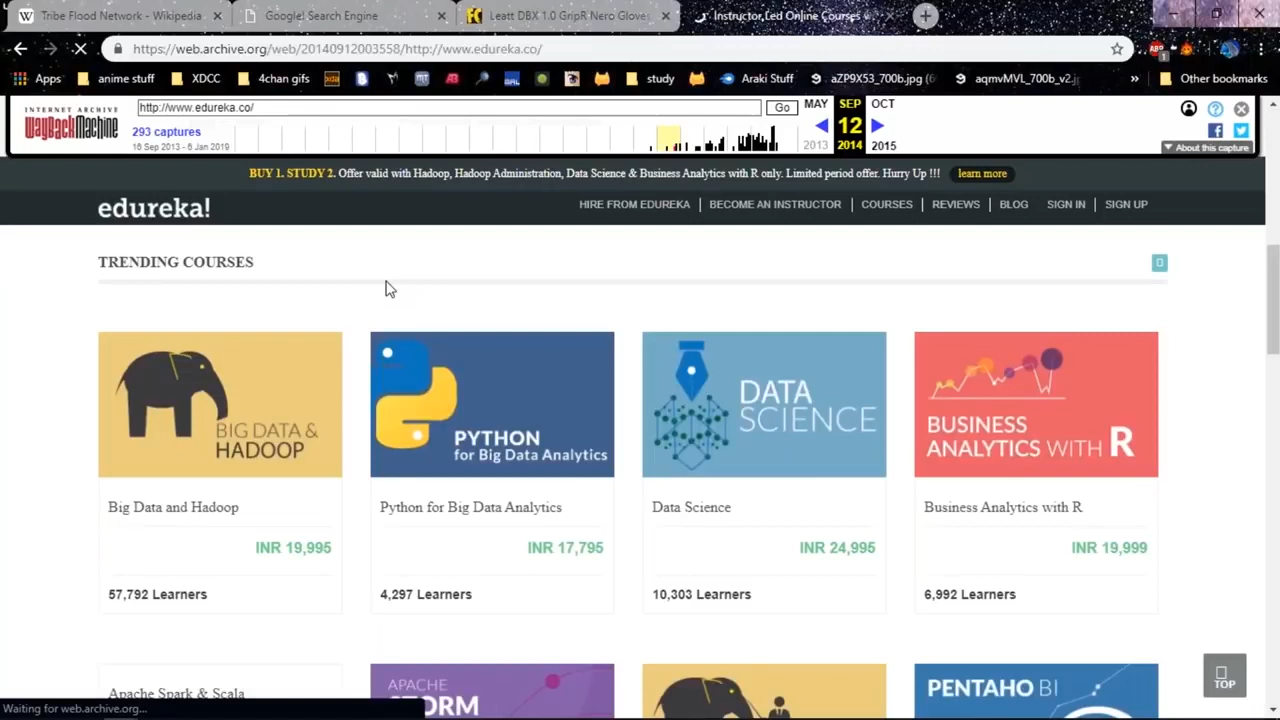 Tribe Flood Network - Wikipedia
Google! Search Engine
Leatt DBX 1.0 GripR Nero Gloves
Instructor Led Online Courses w
https://web.archive.org/web/20140912003558/http://www.edureka.co/
Apps
anime stuff
XDCC
4chan gifs
study
Araki Stuff
aZP9X53_700b.jpg (6
aqmvMVL_700b_v2.j
»
Other bookmarks
INTERNET ARCHIVE
WayBackMachine
http://www.edureka.co/
Go
293 captures
16 Sep 2013 - 6 Jan 2019
MAY SEP OCT
12
2013 2014 2015
About this capture
BUY 1. STUDY 2. Offer valid with Hadoop, Hadoop Administration, Data Science & Business Analytics with R only. Limited period offer. Hurry Up !!! learn more
edureka!
HIRE FROM EDUREKA | BECOME AN INSTRUCTOR | COURSES | REVIEWS | BLOG SIGN IN | SIGN UP
TRENDING COURSES
BIG DATA &
HADOOP
PYTHON
for Big Data Analytics
DATA
SCIENCE
BUSINESS
ANALYTICS WITH R
Big Data and Hadoop
Python for Big Data Analytics
Data Science
Business Analytics with R
INR 19,995
INR 17,795
INR 24,995
INR 19,999
57,792 Learners
4,297 Learners
10,303 Learners
6,992 Learners
Apache Spark & Scala
APACHE
STORM
PENTAHO BI
TOP
Waiting for web.archive.org...